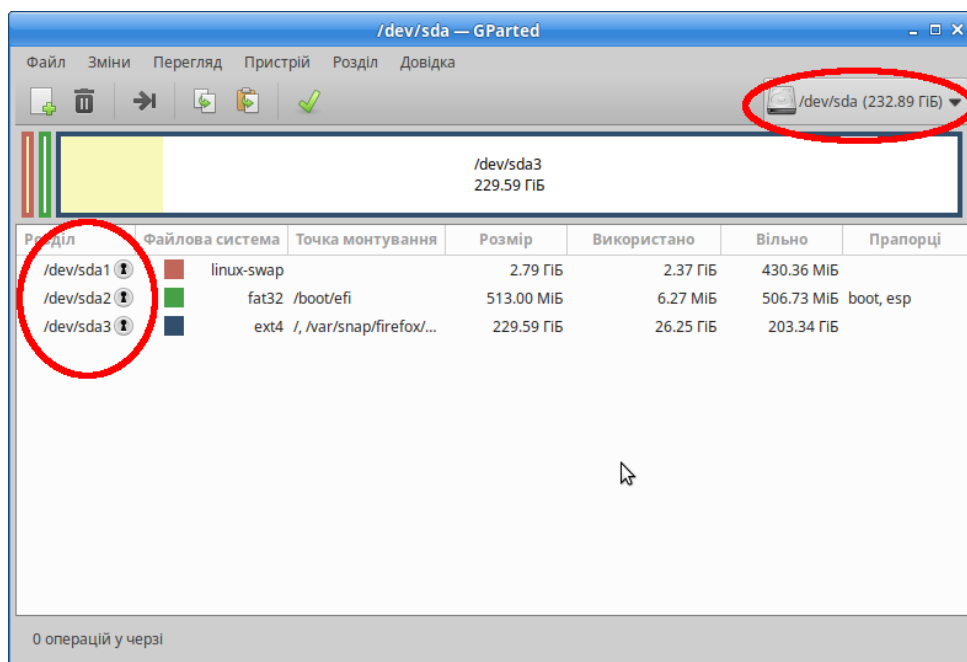 /dev/sda — GParted
Файл Зміни Перегляд Пристрій Розділ Довідка
/dev/sda (232.89 ГіБ)
/dev/sda3
229.59 ГіБ
Розділ Файлова система Точка монтування Розмір Використано Вільно Прапорці
/dev/sda1 linux-swap 2.79 ГіБ 2.37 ГіБ 430.36 МіБ
/dev/sda2 fat32 /boot/efi 513.00 МіБ 6.27 МіБ 506.73 МіБ boot, esp
/dev/sda3 ext4 /, /var/snap/firefox/... 229.59 ГіБ 26.25 ГіБ 203.34 ГіБ
0 операцій у черзі